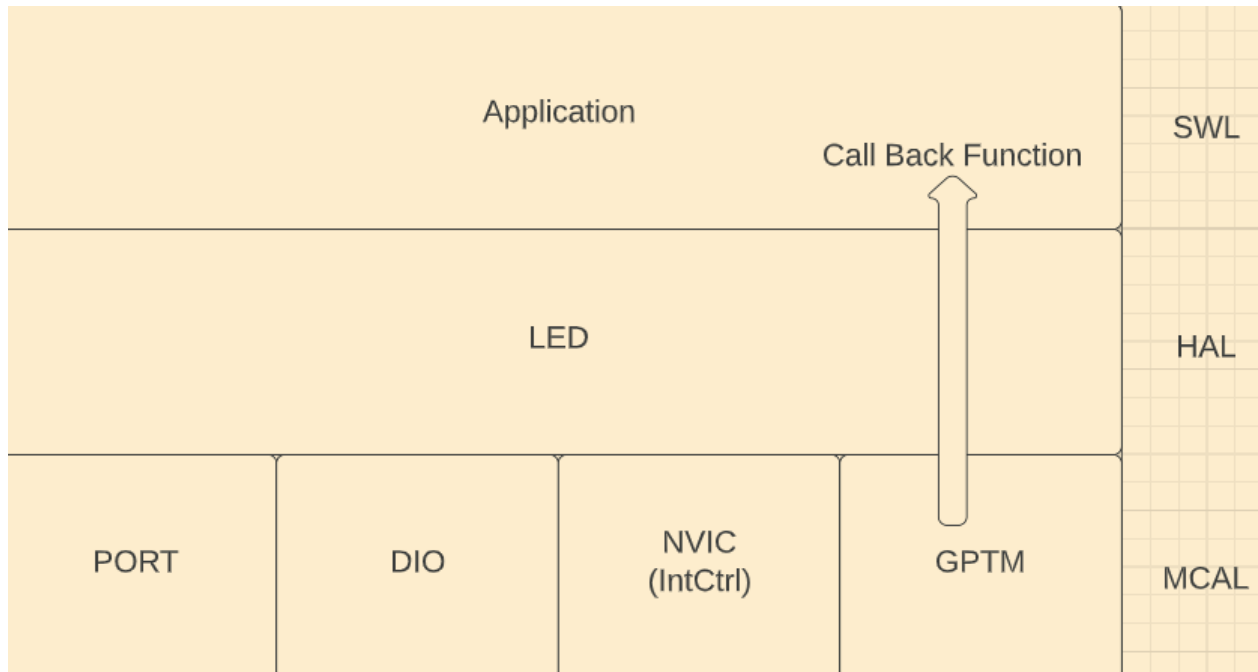 Application
SWL
Call Back Function
LED
HAL
PORT
DIO
NVIC
(IntCtrl)
GPTM
MCAL